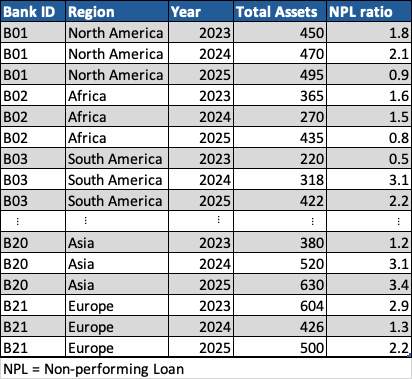 Bank ID Region Year Total Assets NPL ratio
B01 North America 2023 450 1.8
B01 North America 2024 470 2.1
B01 North America 2025 495 0.9
B02 Africa 2023 365 1.6
B02 Africa 2024 270 1.5
B02 Africa 2025 435 0.8
B03 South America 2023 220 0.5
B03 South America 2024 318 3.1
B03 South America 2025 422 2.2
⋮ ⋮ ⋮ ⋮ ⋮
B20 Asia 2023 380 1.2
B20 Asia 2024 520 3.1
B20 Asia 2025 630 3.4
B21 Europe 2023 604 2.9
B21 Europe 2024 426 1.3
B21 Europe 2025 500 2.2
NPL = Non-performing Loan